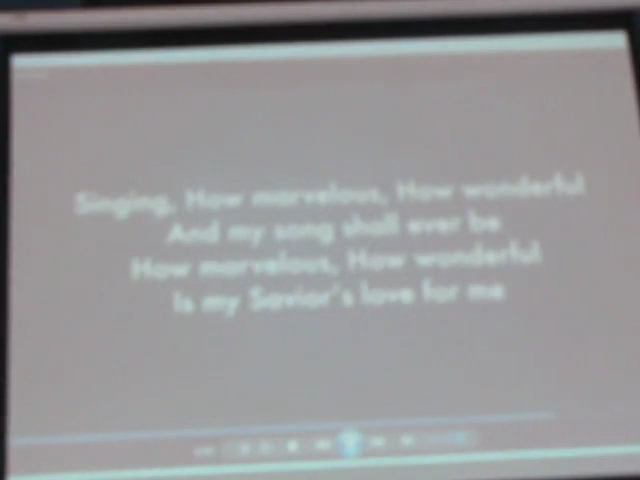 Singing, How marvelous, How wonderful
And my song shall ever be
How marvelous, How wonderful
Is my Savior's love for me